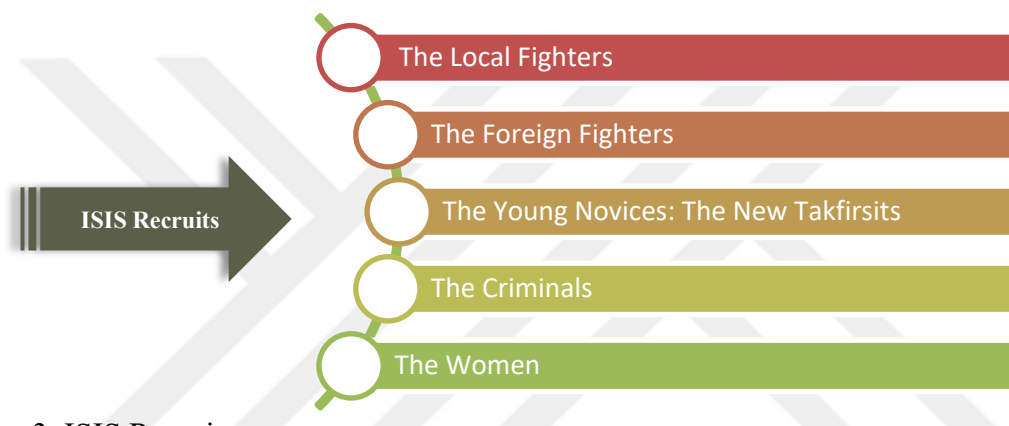 The Local Fighters
The Foreign Fighters
ISIS Recruits
The Young Novices: The New Takfirsits
The Criminals
The Women